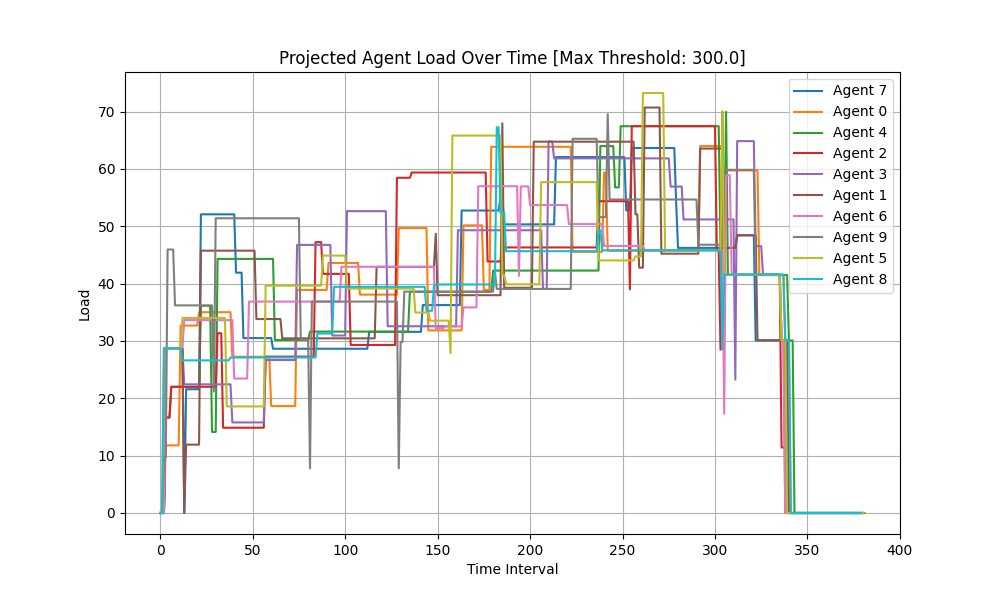 Projected Agent Load Over Time [Max Threshold: 300.0]
Load
70
60
50
40
30
20
10
0
0 50 100 150 200 250 300 350 400
Time Interval
Agent 7
Agent 0
Agent 4
Agent 2
Agent 3
Agent 1
Agent 6
Agent 9
Agent 5
Agent 8